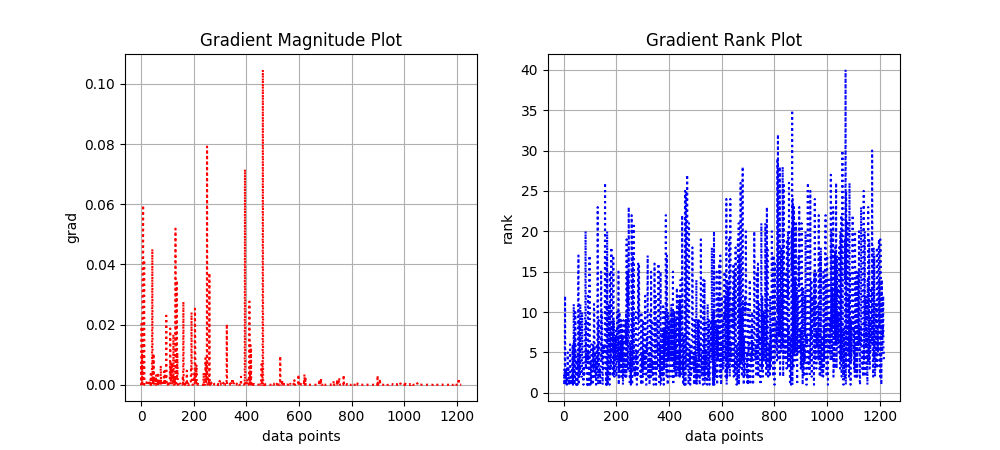 Gradient Magnitude Plot
grad
0.10
0.08
0.06
0.04
0.02
0.00
0 200 400 600 800 1000 1200
data points
Gradient Rank Plot
rank
40
35
30
25
20
15
10
5
0
0 200 400 600 800 1000 1200
data points